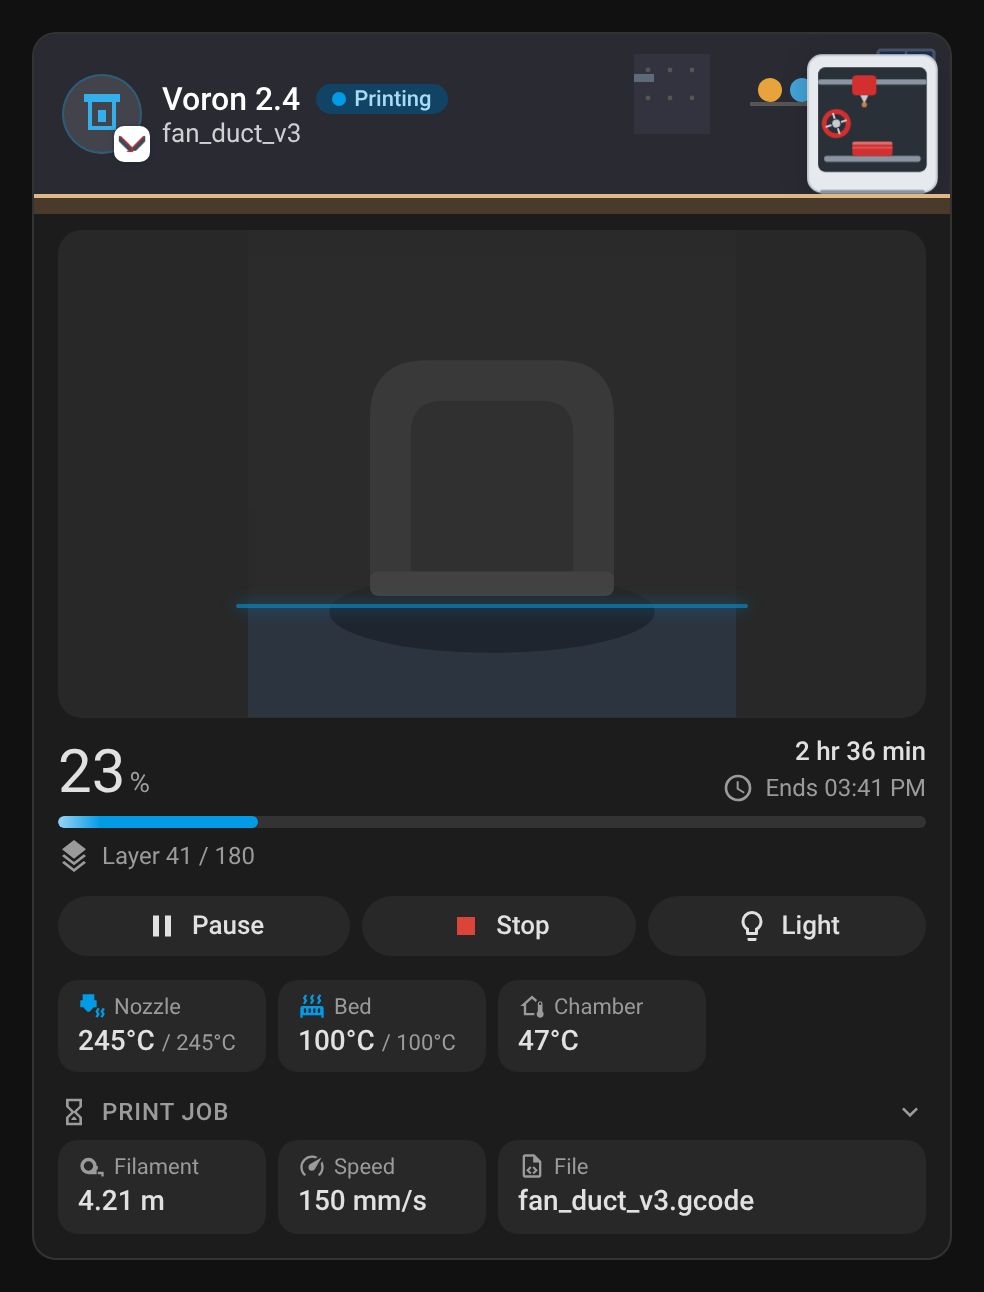 Voron 2.4
Printing
fan_duct_v3
23 %
2 hr 36 min
Ends 03:41 PM
Layer 41 / 180
Pause
Stop
Light
Nozzle
245°C / 245°C
Bed
100°C / 100°C
Chamber
47°C
PRINT JOB
Filament
4.21 m
Speed
150 mm/s
File
fan_duct_v3.gcode